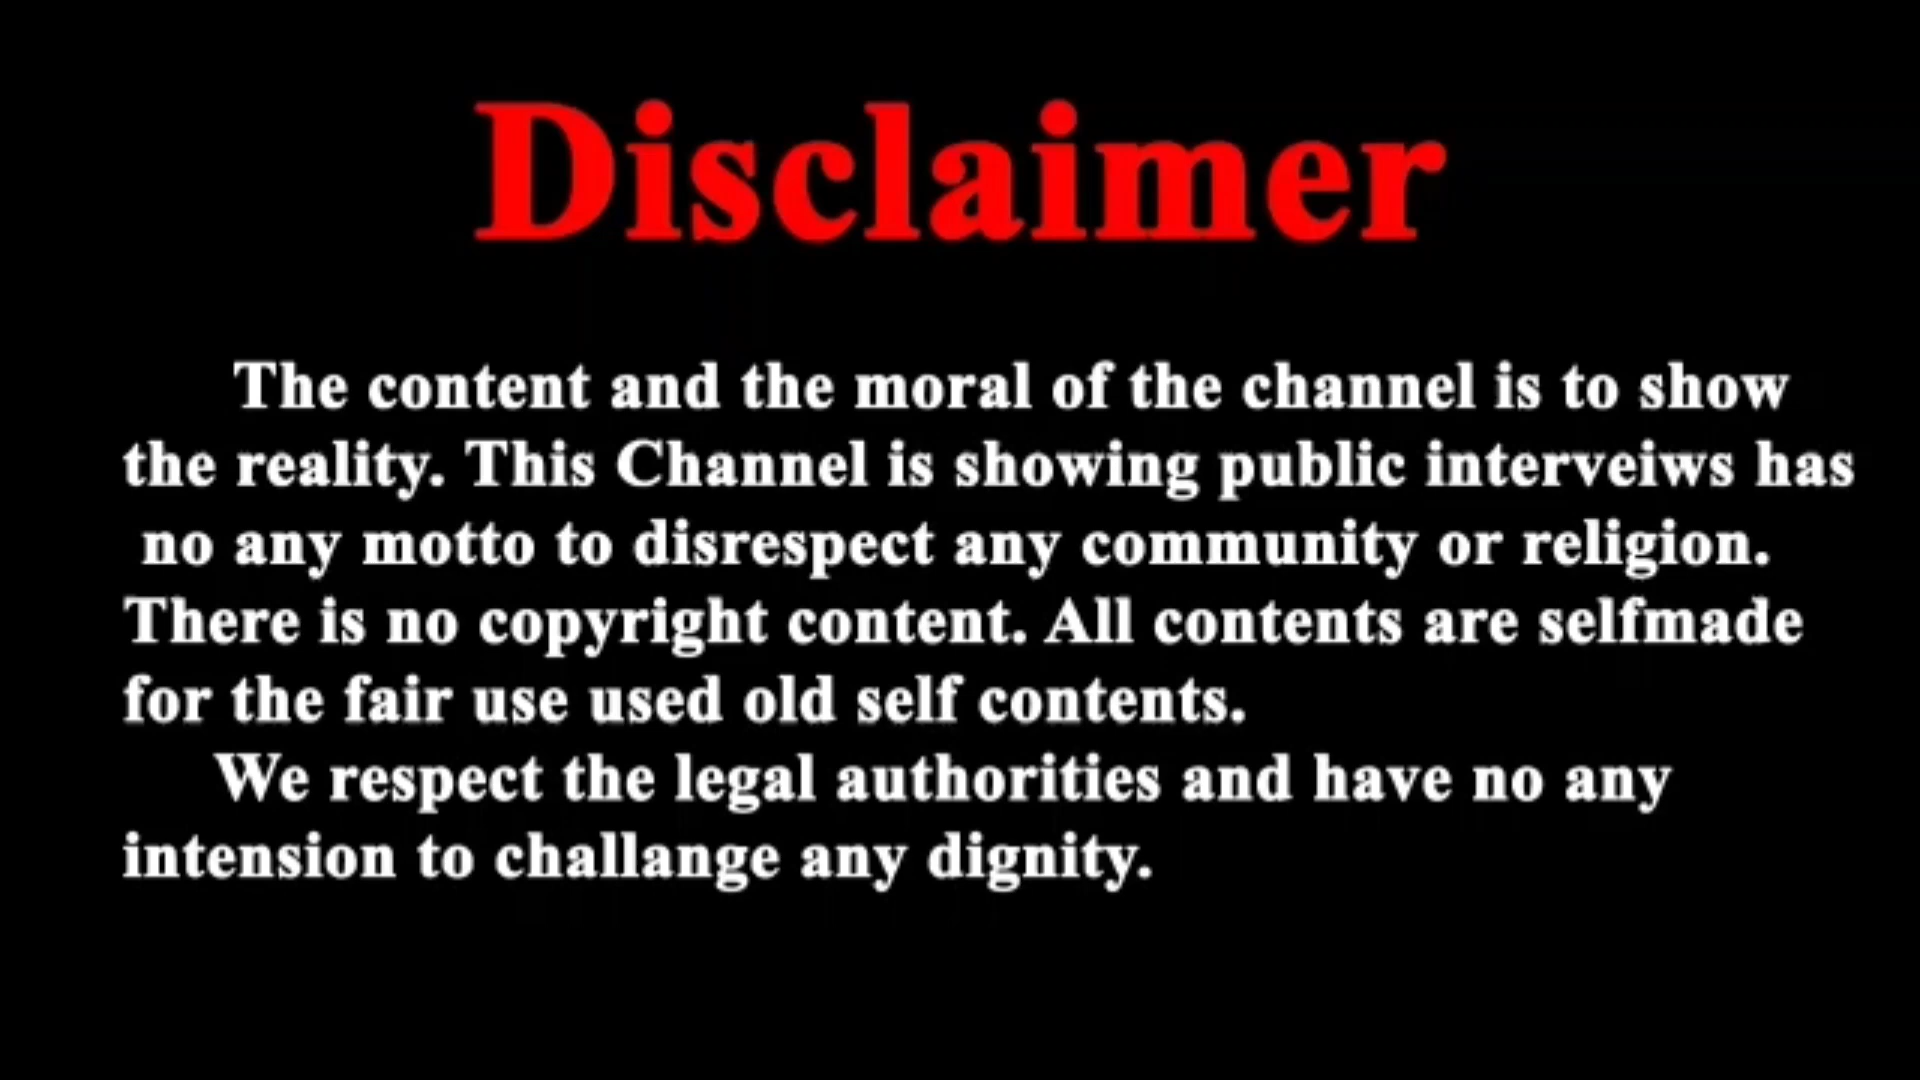 Disclaimer
The content and the moral of the channel is to show
the reality. This Channel is showing public interveiws has
no any motto to disrespect any community or religion.
There is no copyright content. All contents are selfmade
for the fair use used old self contents.
We respect the legal authorities and have no any
intension to challange any dignity.